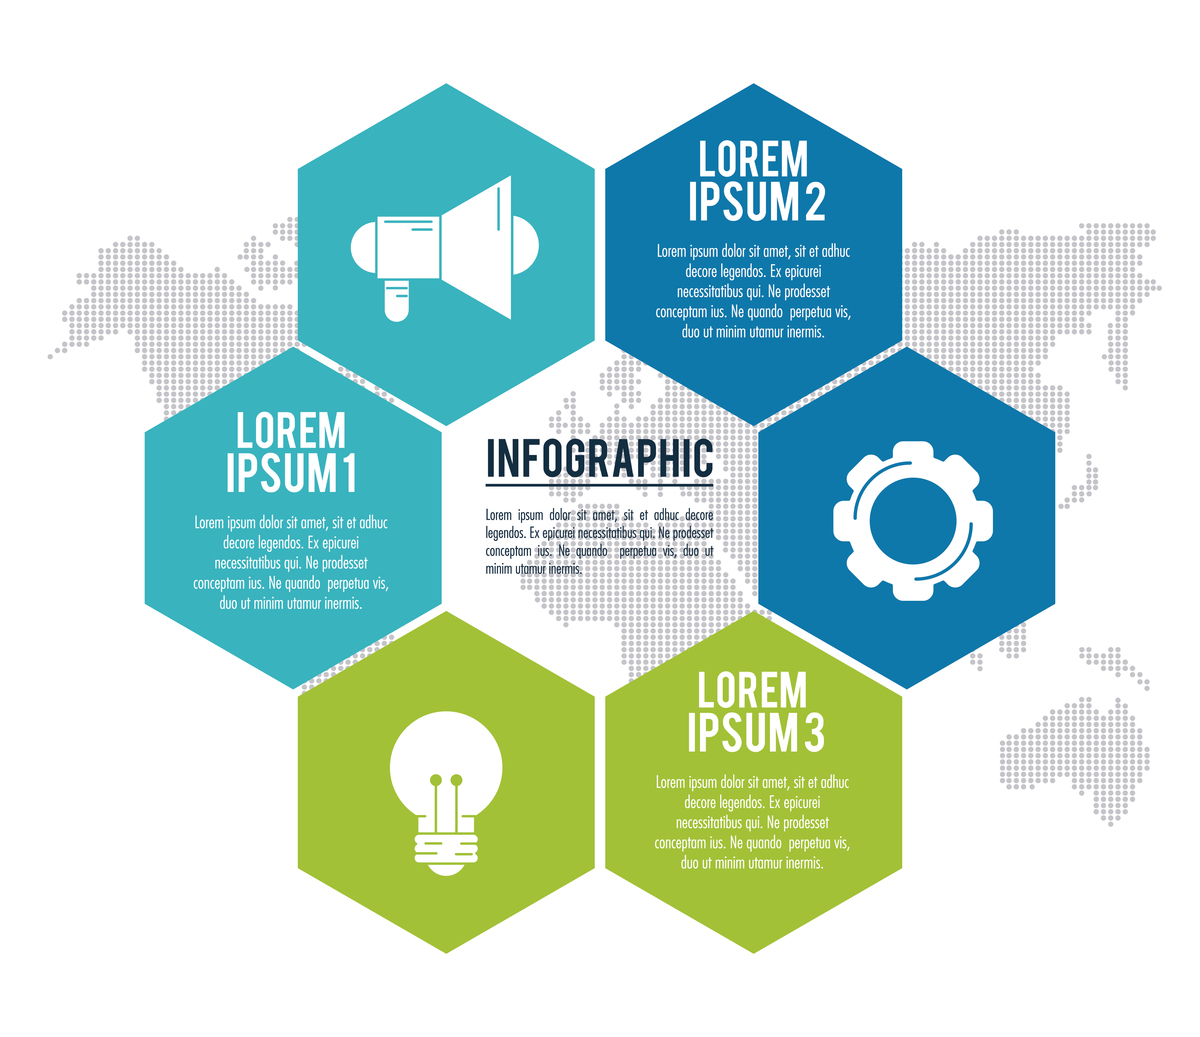 LOREM
IPSUM 2
Lorem ipsum dolor sit amet, sit et adhuc
decore legendos. Ex epicurei
necessitatibus qui. Ne prodesset
conceptam ius. Ne quando perpetua vis,
duo ut minim utamur inermis.
LOREM
IPSUM 1
Lorem ipsum dolor sit amet, sit et adhuc
decore legendos. Ex epicurei
necessitatibus qui. Ne prodesset
conceptam ius. Ne quando perpetua vis,
duo ut minim utamur inermis.
INFOGRAPHIC
Lorem ipsum dolor sit amet, sit et adhuc decore
legendos. Ex epicurei necessitatibus qui. Ne prodesset
conceptam ius. Ne quando perpetua vis, duo ut
minim utamur inermis.
LOREM
IPSUM 3
Lorem ipsum dolor sit amet, sit et adhuc
decore legendos. Ex epicurei
necessitatibus qui. Ne prodesset
conceptam ius. Ne quando perpetua vis,
duo ut minim utamur inermis.